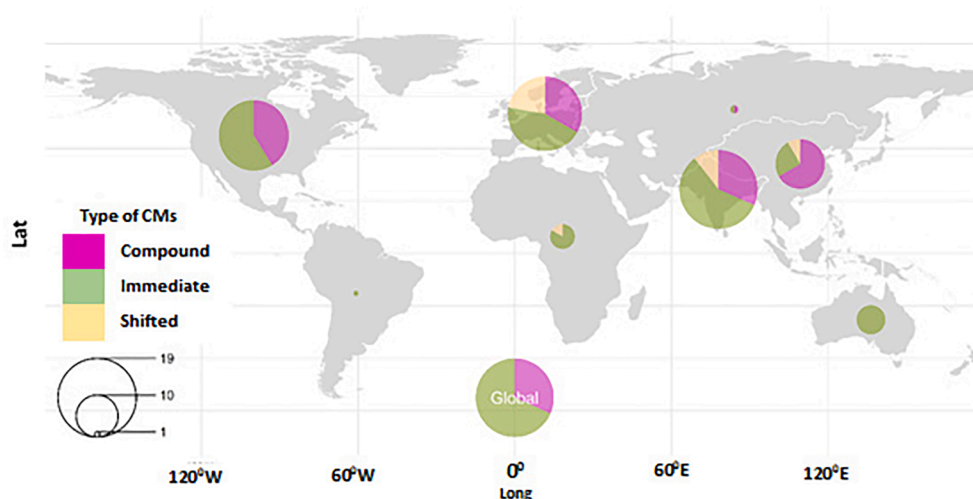 Lat
Type of CMs
Compound
Immediate
Shifted
19
10
1
Global
120⁰W
60⁰W
0⁰
60⁰E
120⁰E
Long